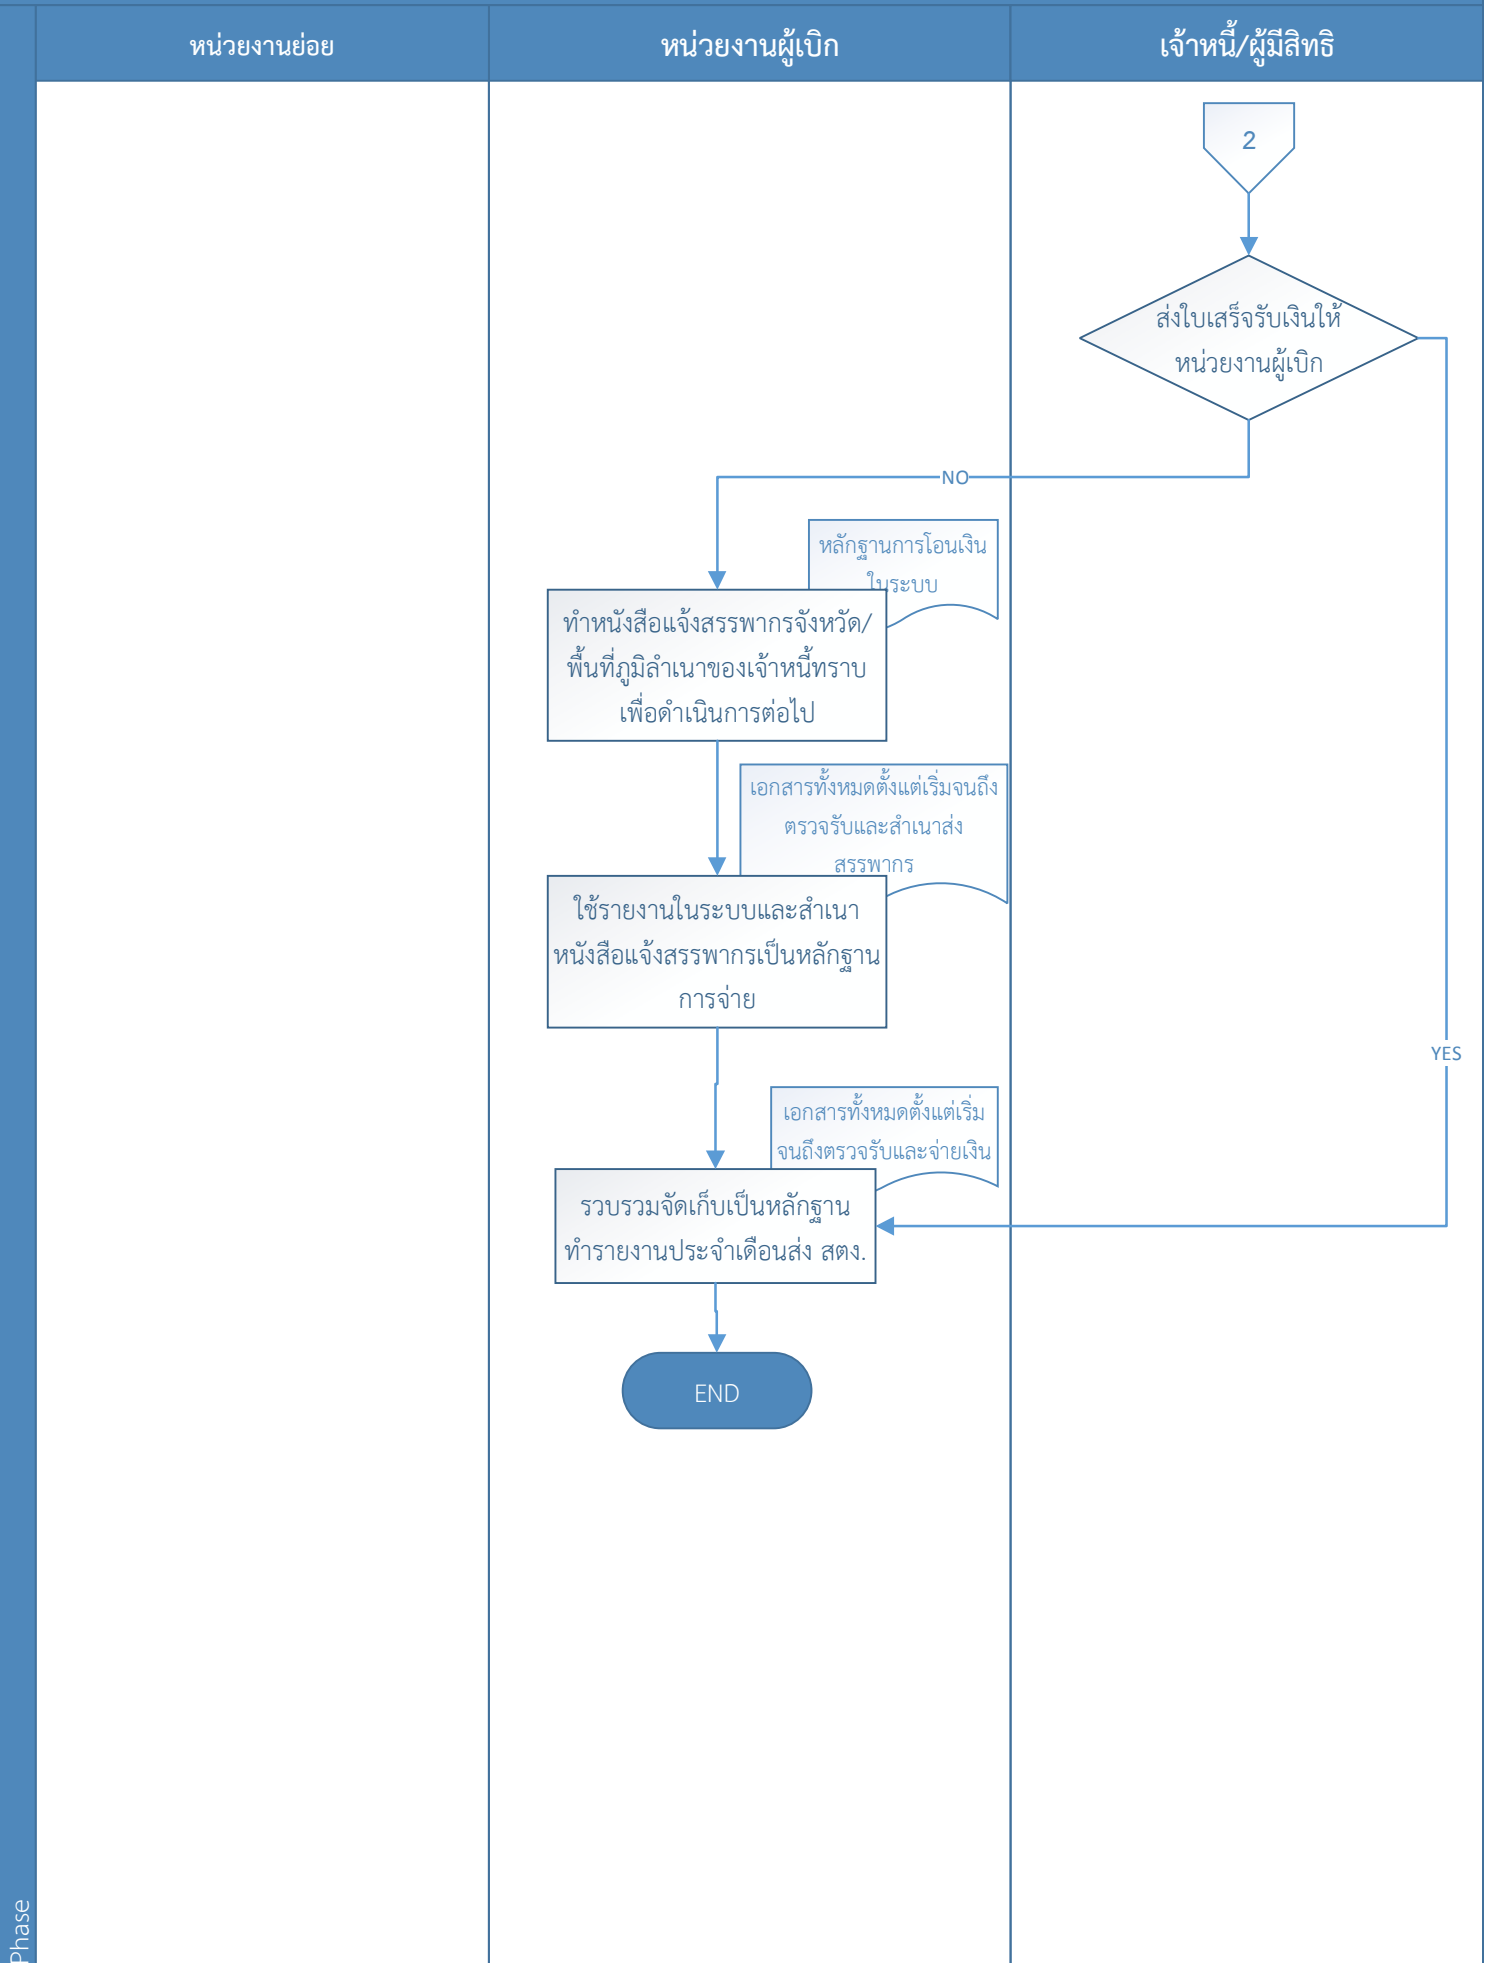 หน่วยงานย่อย
หน่วยงานผู้เบิก
เจ้าหนี้/ผู้มีสิทธิ
2
ส่งใบเสร็จรับเงินให้
หน่วยงานผู้เบิก
NO
หลักฐานการโอนเงิน
ในระบบ
ทำหนังสือแจ้งสรรพากรจังหวัด/
พื้นที่ภูมิลำเนาของเจ้าหนี้ทราบ
เพื่อดำเนินการต่อไป
เอกสารทั้งหมดตั้งแต่เริ่มจนถึง
ตรวจรับและสำเนาส่ง
สรรพากร
ใช้รายงานในระบบและสำเนา
หนังสือแจ้งสรรพากรเป็นหลักฐาน
การจ่าย
YES
เอกสารทั้งหมดตั้งแต่เริ่ม
จนถึงตรวจรับและจ่ายเงิน
รวบรวมจัดเก็บเป็นหลักฐาน
ทำรายงานประจำเดือนส่ง สตง.
END
Phase